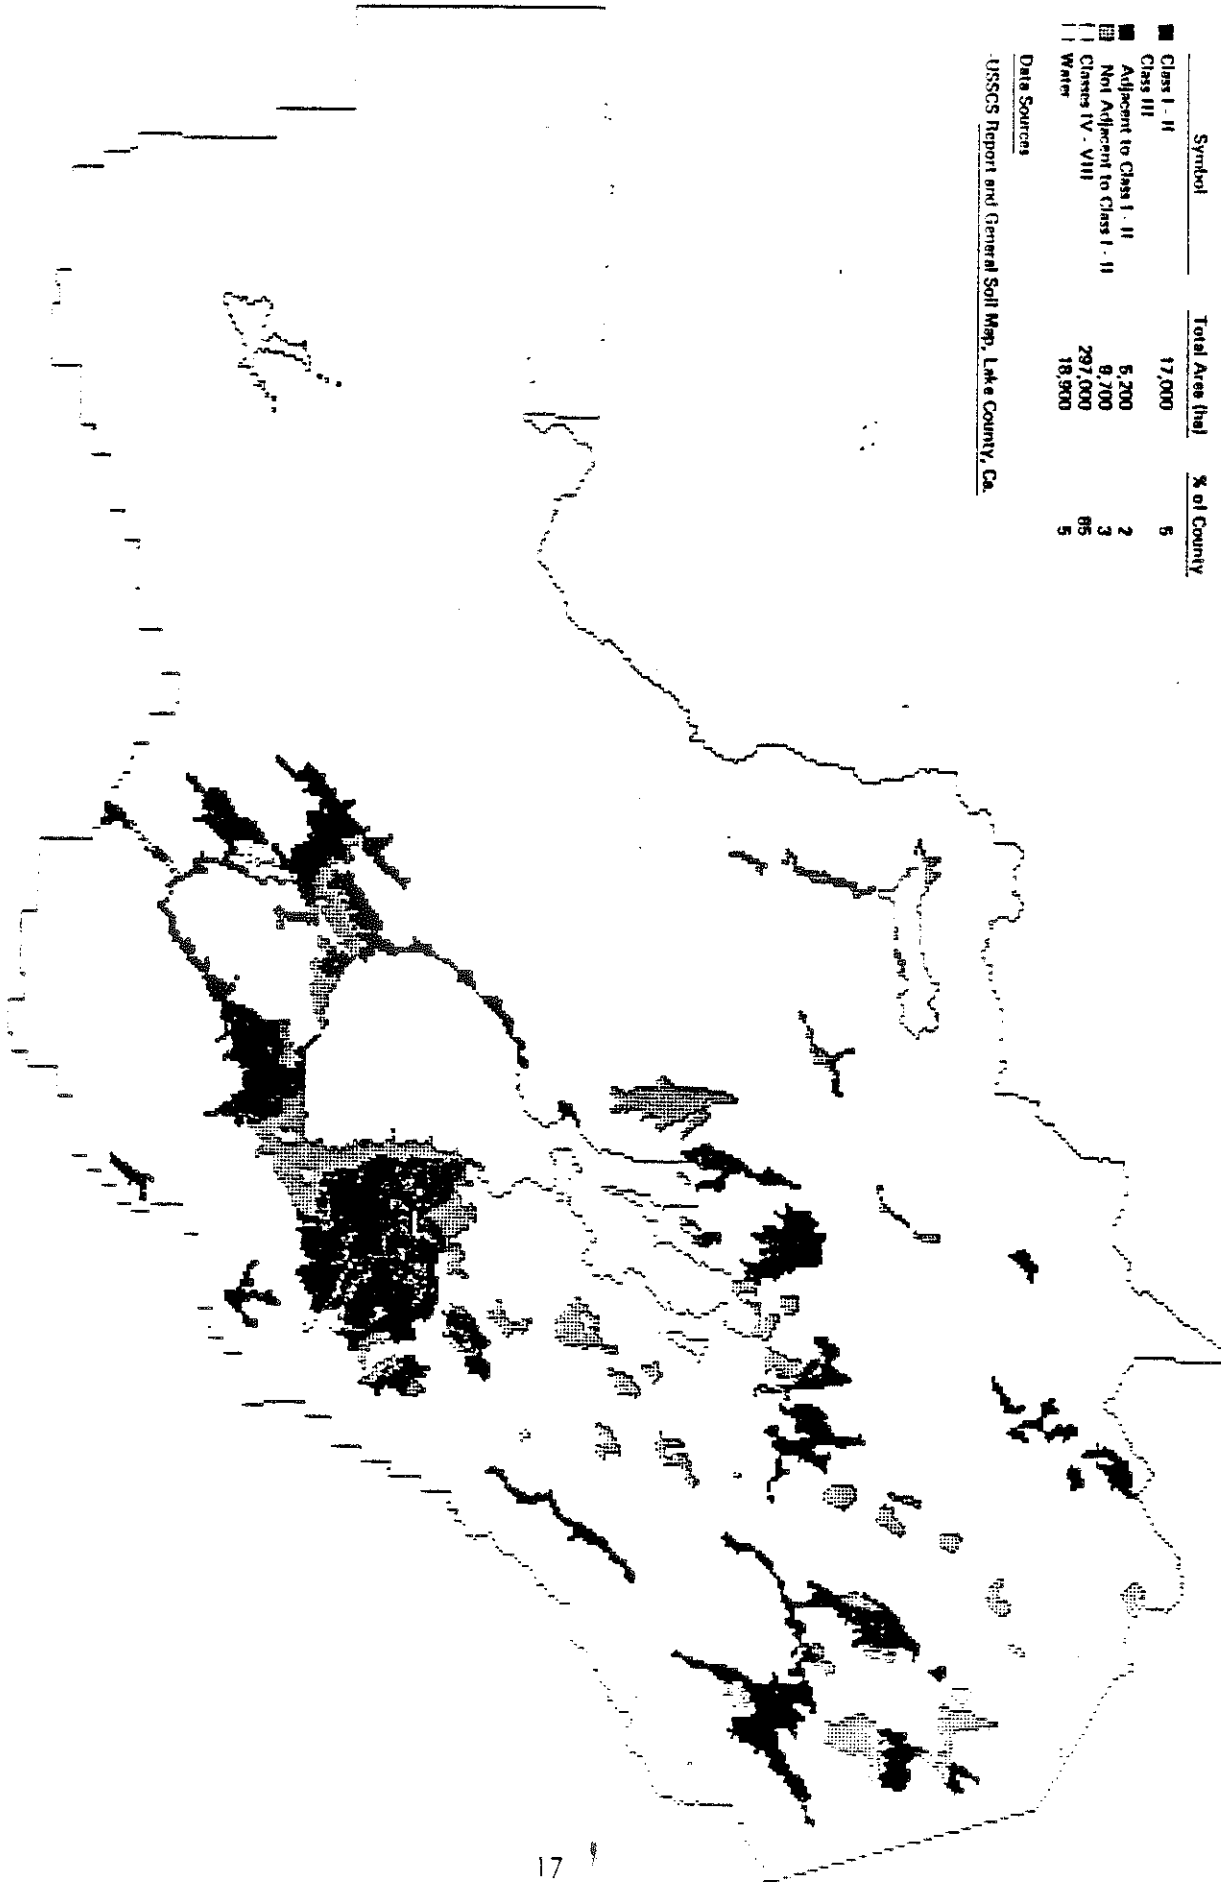 Symbol Total Area (ha) % of County
Class I - II 17,000 5
Class III
Adjacent to Class I - II 5,200 2
Not Adjacent to Class I - II 9,700 3
Classes IV - VIII 297,000 85
Water 18,900 5
Data Sources
-USSCS Report and General Soil Map, Lake County, Ca.
17